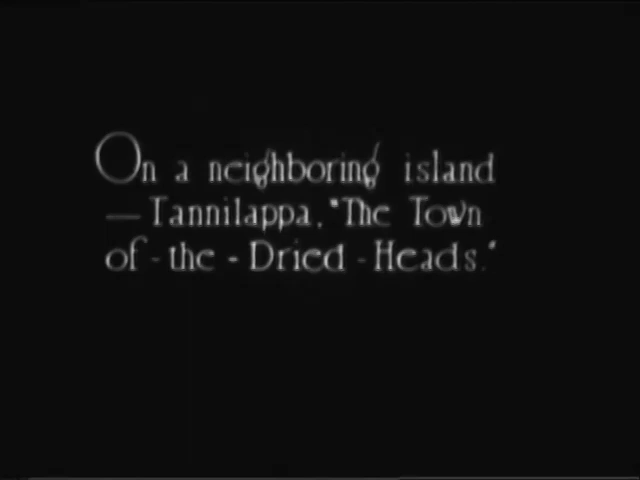 On a neighboring island
— Tannilappa, "The Town
of - the - Dried - Heads."